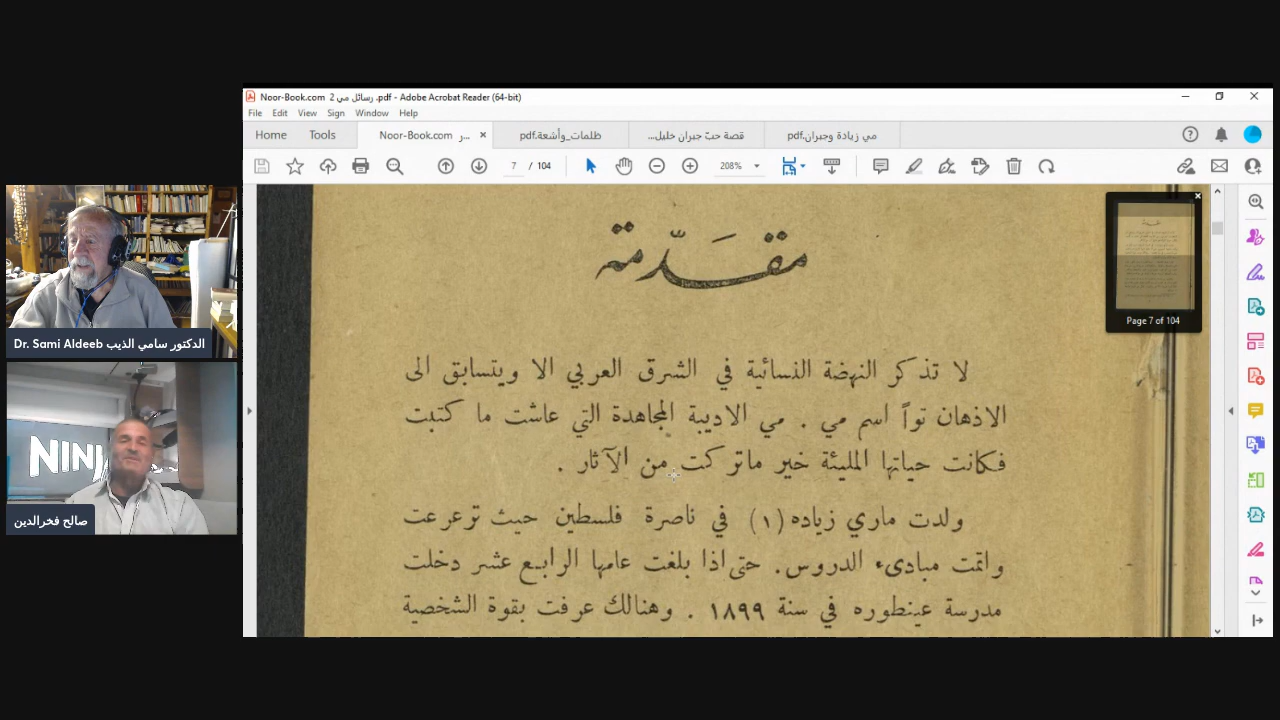 Noor-Book.com رسائل مي 2 .pdf - Adobe Acrobat Reader (64-bit)
File Edit View Sign Window Help
Home Tools Noor-Book.com ر... × ظلمات_وأشعة.pdf قصة حبّ جبران خليل... مي زيادة وجبران.pdf
7 / 104 208%
مقدّمة
لا تذكر النهضة النسائية في الشرق العربي الا ويتسابق الى
الاذهان توّاً اسم مي . مي الاديبة المجاهدة التي عاشت ما كتبت
فكانت حياتها المليئة خير ماتركت من الآثار .
ولدت ماري زياده (١) في ناصرة فلسطين حيث ترعرعت
واتمت مبادىء الدروس. حتى اذا بلغت عامها الرابع عشر دخلت
مدرسة عينطوره في سنة ١٨٩٩ . وهنالك عرفت بقوة الشخصية
Page 7 of 104
Dr. Sami Aldeeb الدكتور سامي الذيب
NINJ
صالح فخرالدين